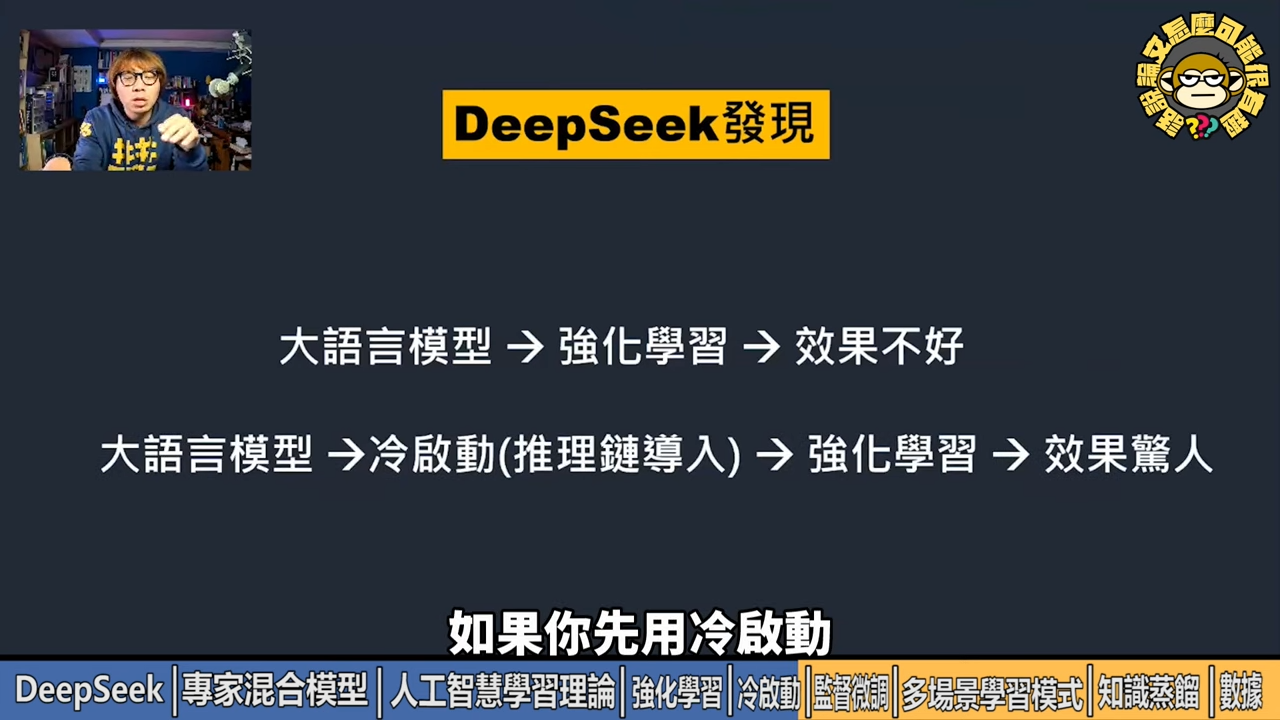 DeepSeek發現
大語言模型 → 強化學習 → 效果不好
大語言模型 →冷啟動(推理鏈導入) → 強化學習 → 效果驚人
如果你先用冷啟動
DeepSeek|專家混合模型|人工智慧學習理論|強化學習|冷啟動|監督微調|多場景學習模式|知識蒸餾|數據